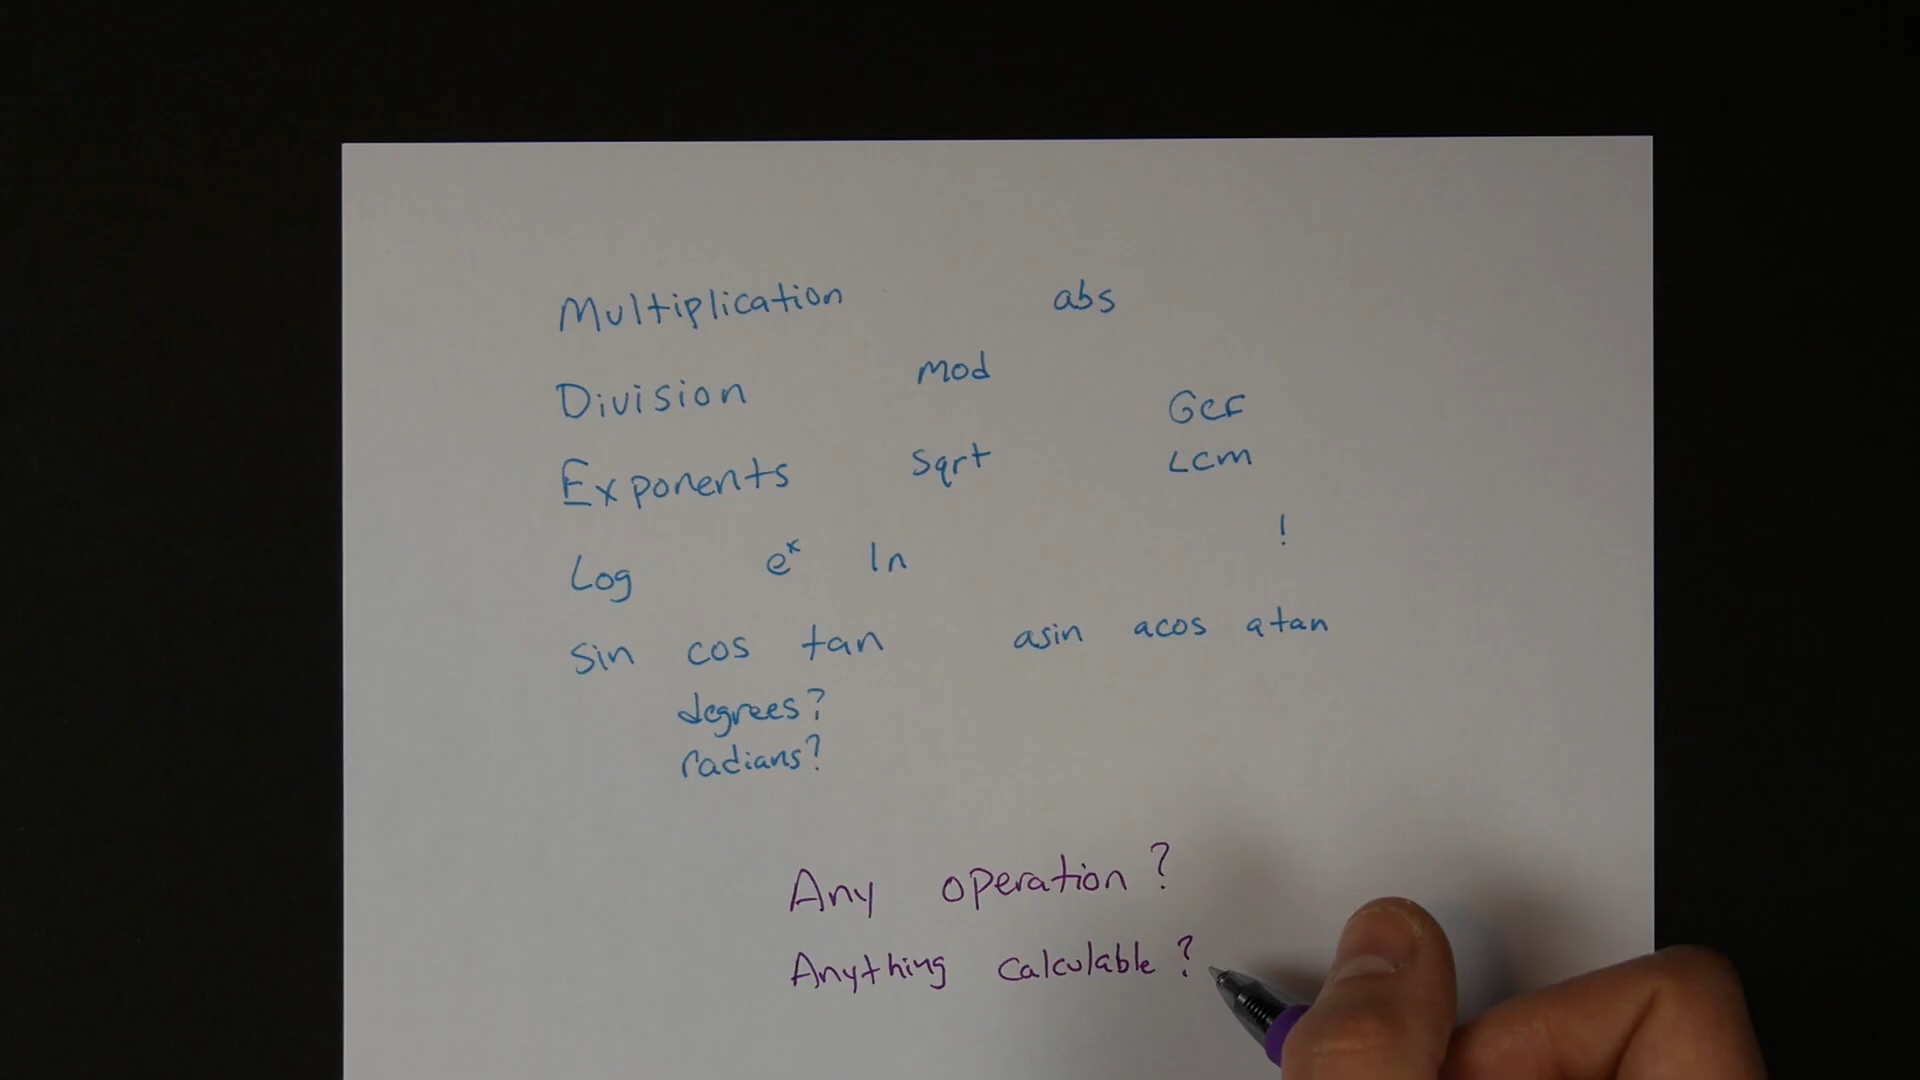 Multiplication abs
Division mod
GCF
Exponents Sqrt LCM
!
Log e^x ln
Sin cos tan asin acos atan
degrees?
radians?
Any operation?
Anything calculable?